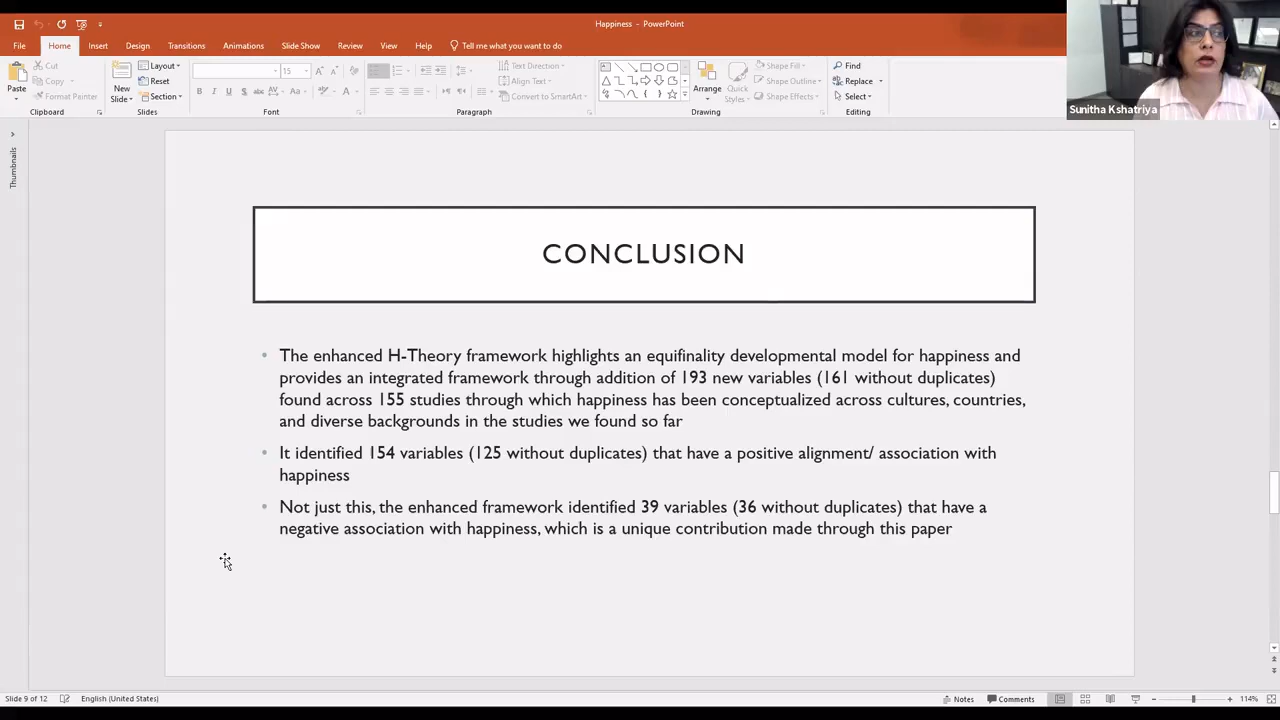 Happiness - PowerPoint
File Home Insert Design Transitions Animations Slide Show Review View Help Tell me what you want to do
Paste
Cut
Copy
Format Painter
Clipboard
New Slide
Layout
Reset
Section
Slides
15
Font
Text Direction
Align Text
Convert to SmartArt
Paragraph
Arrange
Quick Styles
Shape Fill
Shape Outline
Shape Effects
Drawing
Find
Replace
Select
Editing
Sunitha Kshatriya
Thumbnails
CONCLUSION
• The enhanced H-Theory framework highlights an equifinality developmental model for happiness and
provides an integrated framework through addition of 193 new variables (161 without duplicates)
found across 155 studies through which happiness has been conceptualized across cultures, countries,
and diverse backgrounds in the studies we found so far
• It identified 154 variables (125 without duplicates) that have a positive alignment/ association with
happiness
• Not just this, the enhanced framework identified 39 variables (36 without duplicates) that have a
negative association with happiness, which is a unique contribution made through this paper
Slide 9 of 12 English (United States) Notes Comments 114%